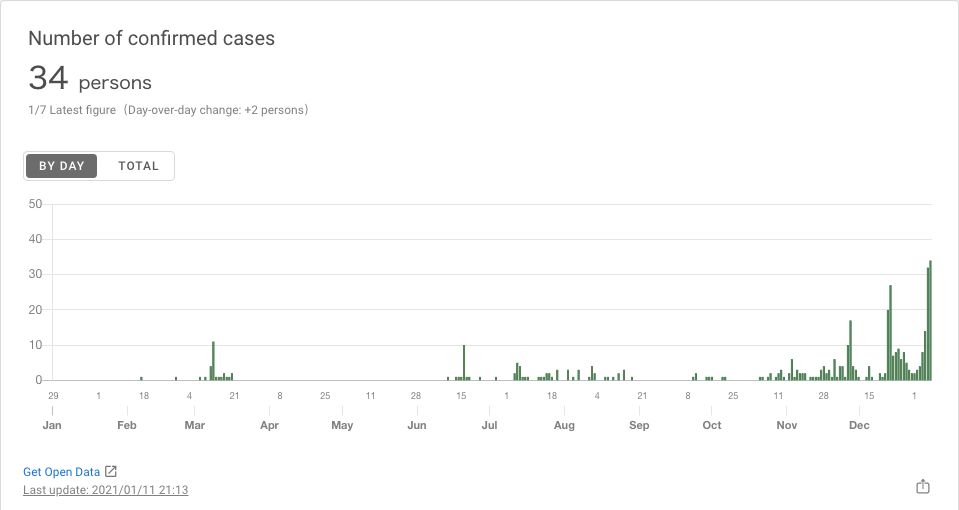 Number of confirmed cases
34 persons
1/7 Latest figure（Day-over-day change: +2 persons）
BY DAY TOTAL
50
40
30
20
10
0
29 1 18 4 21 8 25 11 28 15 1 18 4 21 8 25 11 28 15 1
Jan Feb Mar Apr May Jun Jul Aug Sep Oct Nov Dec
Get Open Data
Last update: 2021/01/11 21:13